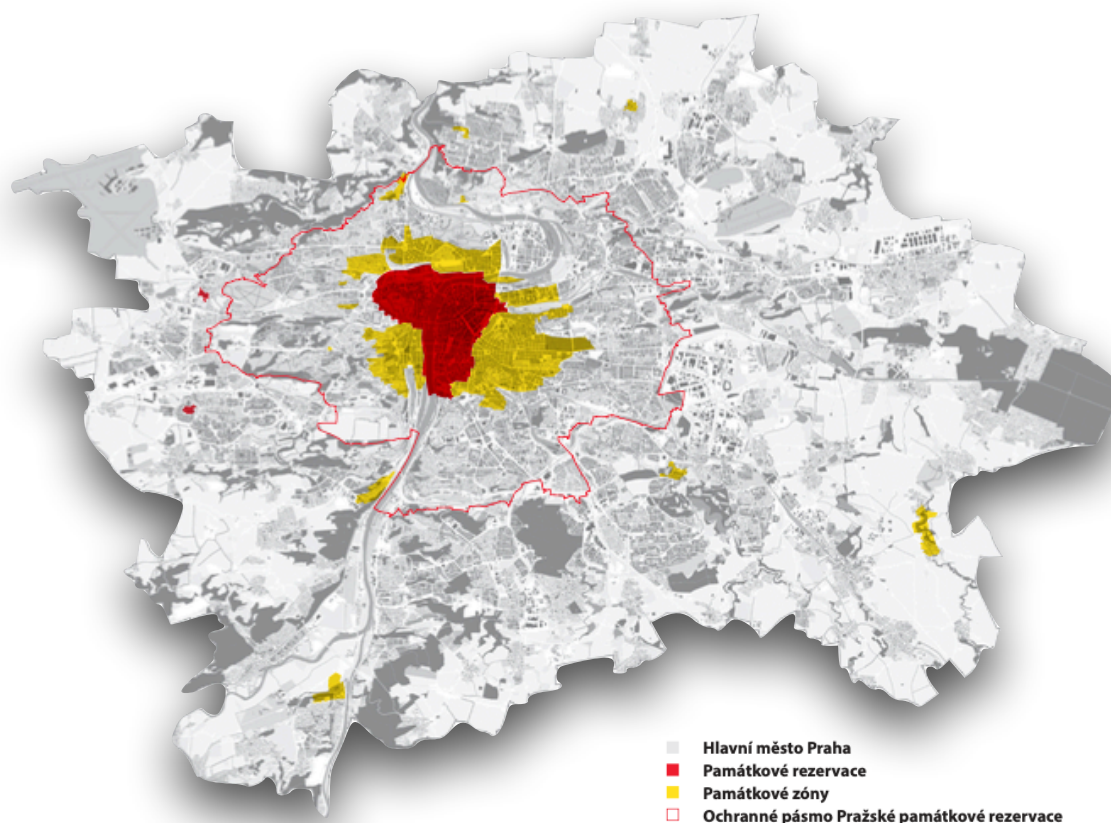 Hlavní město Praha
Památkové rezervace
Památkové zóny
Ochranné pásmo Pražské památkové rezervace